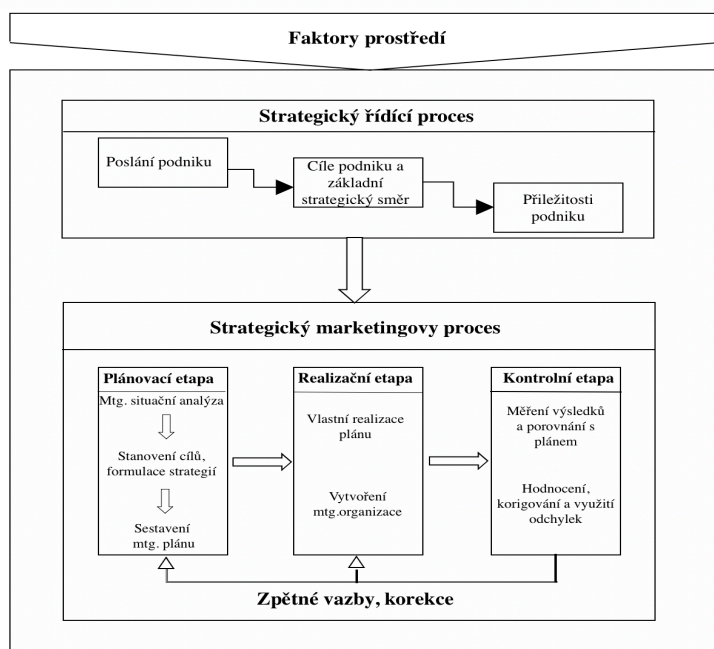 Faktory prostředí
Strategický řídící proces
Poslání podniku
Cíle podniku a
základní
strategický směr
Přiležitosti
podniku
Strategický marketingovy proces
Plánovací etapa
Mtg. situační analýza
Stanovení cílů,
formulace strategií
Sestavení
mtg. plánu
Realizační etapa
Vlastní realizace
plánu
Vytvoření
mtg.organizace
Kontrolní etapa
Měření výsledků
a porovnání s
plánem
Hodnocení,
korigování a využití
odchylek
Zpětné vazby, korekce